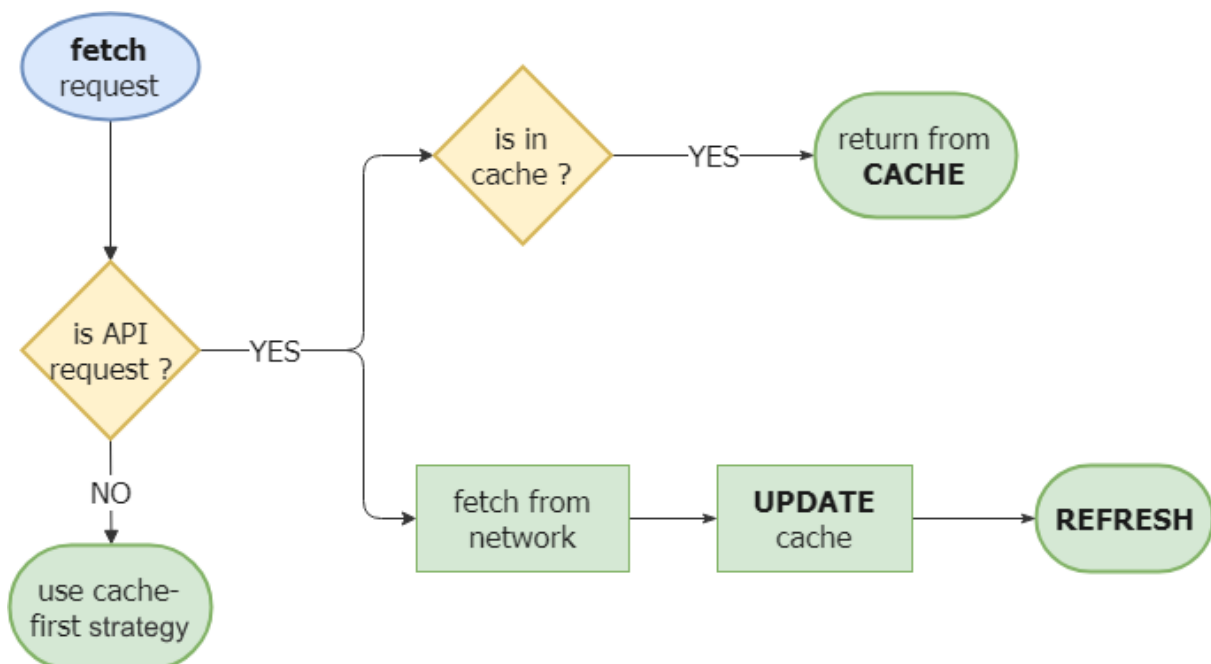 fetch
request
is in
cache ?
YES
return from
CACHE
is API
request ?
YES
NO
fetch from
network
UPDATE
cache
REFRESH
use cache-
first strategy